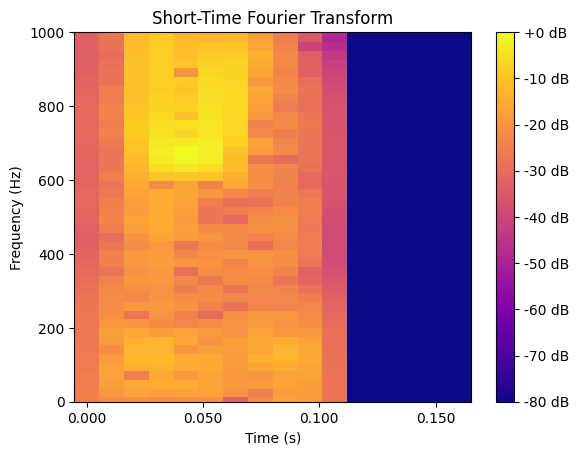 Short-Time Fourier Transform
1000
800
600
400
200
0
Frequency (Hz)
0.000
0.050
0.100
0.150
Time (s)
+0 dB
-10 dB
-20 dB
-30 dB
-40 dB
-50 dB
-60 dB
-70 dB
-80 dB